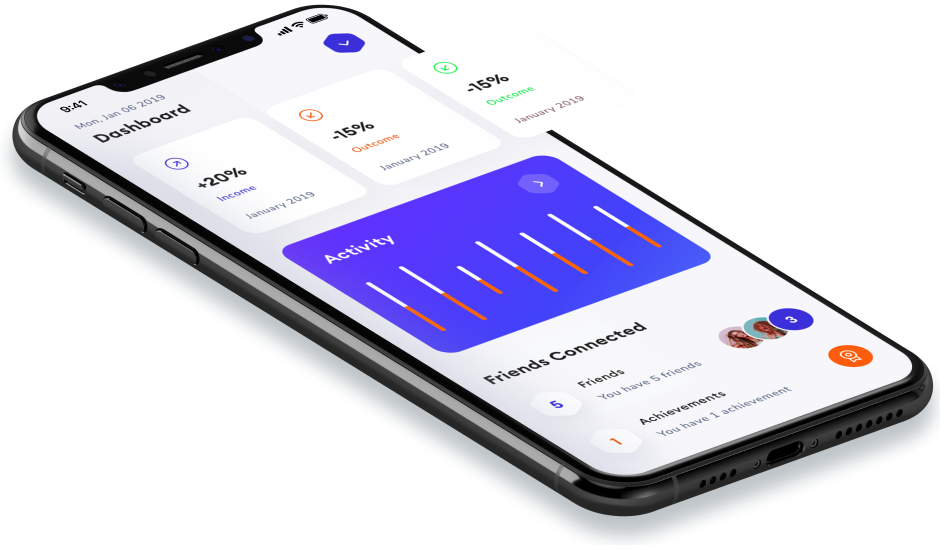 9:41
Mon, Jan 06 2019
Dashboard
+20%
Income
January 2019
-15%
Outcome
January 2019
-15%
Outcome
January 2019
Activity
Friends Connected
3
5
Friends
You have 5 friends
1
Achievements
You have 1 achievement